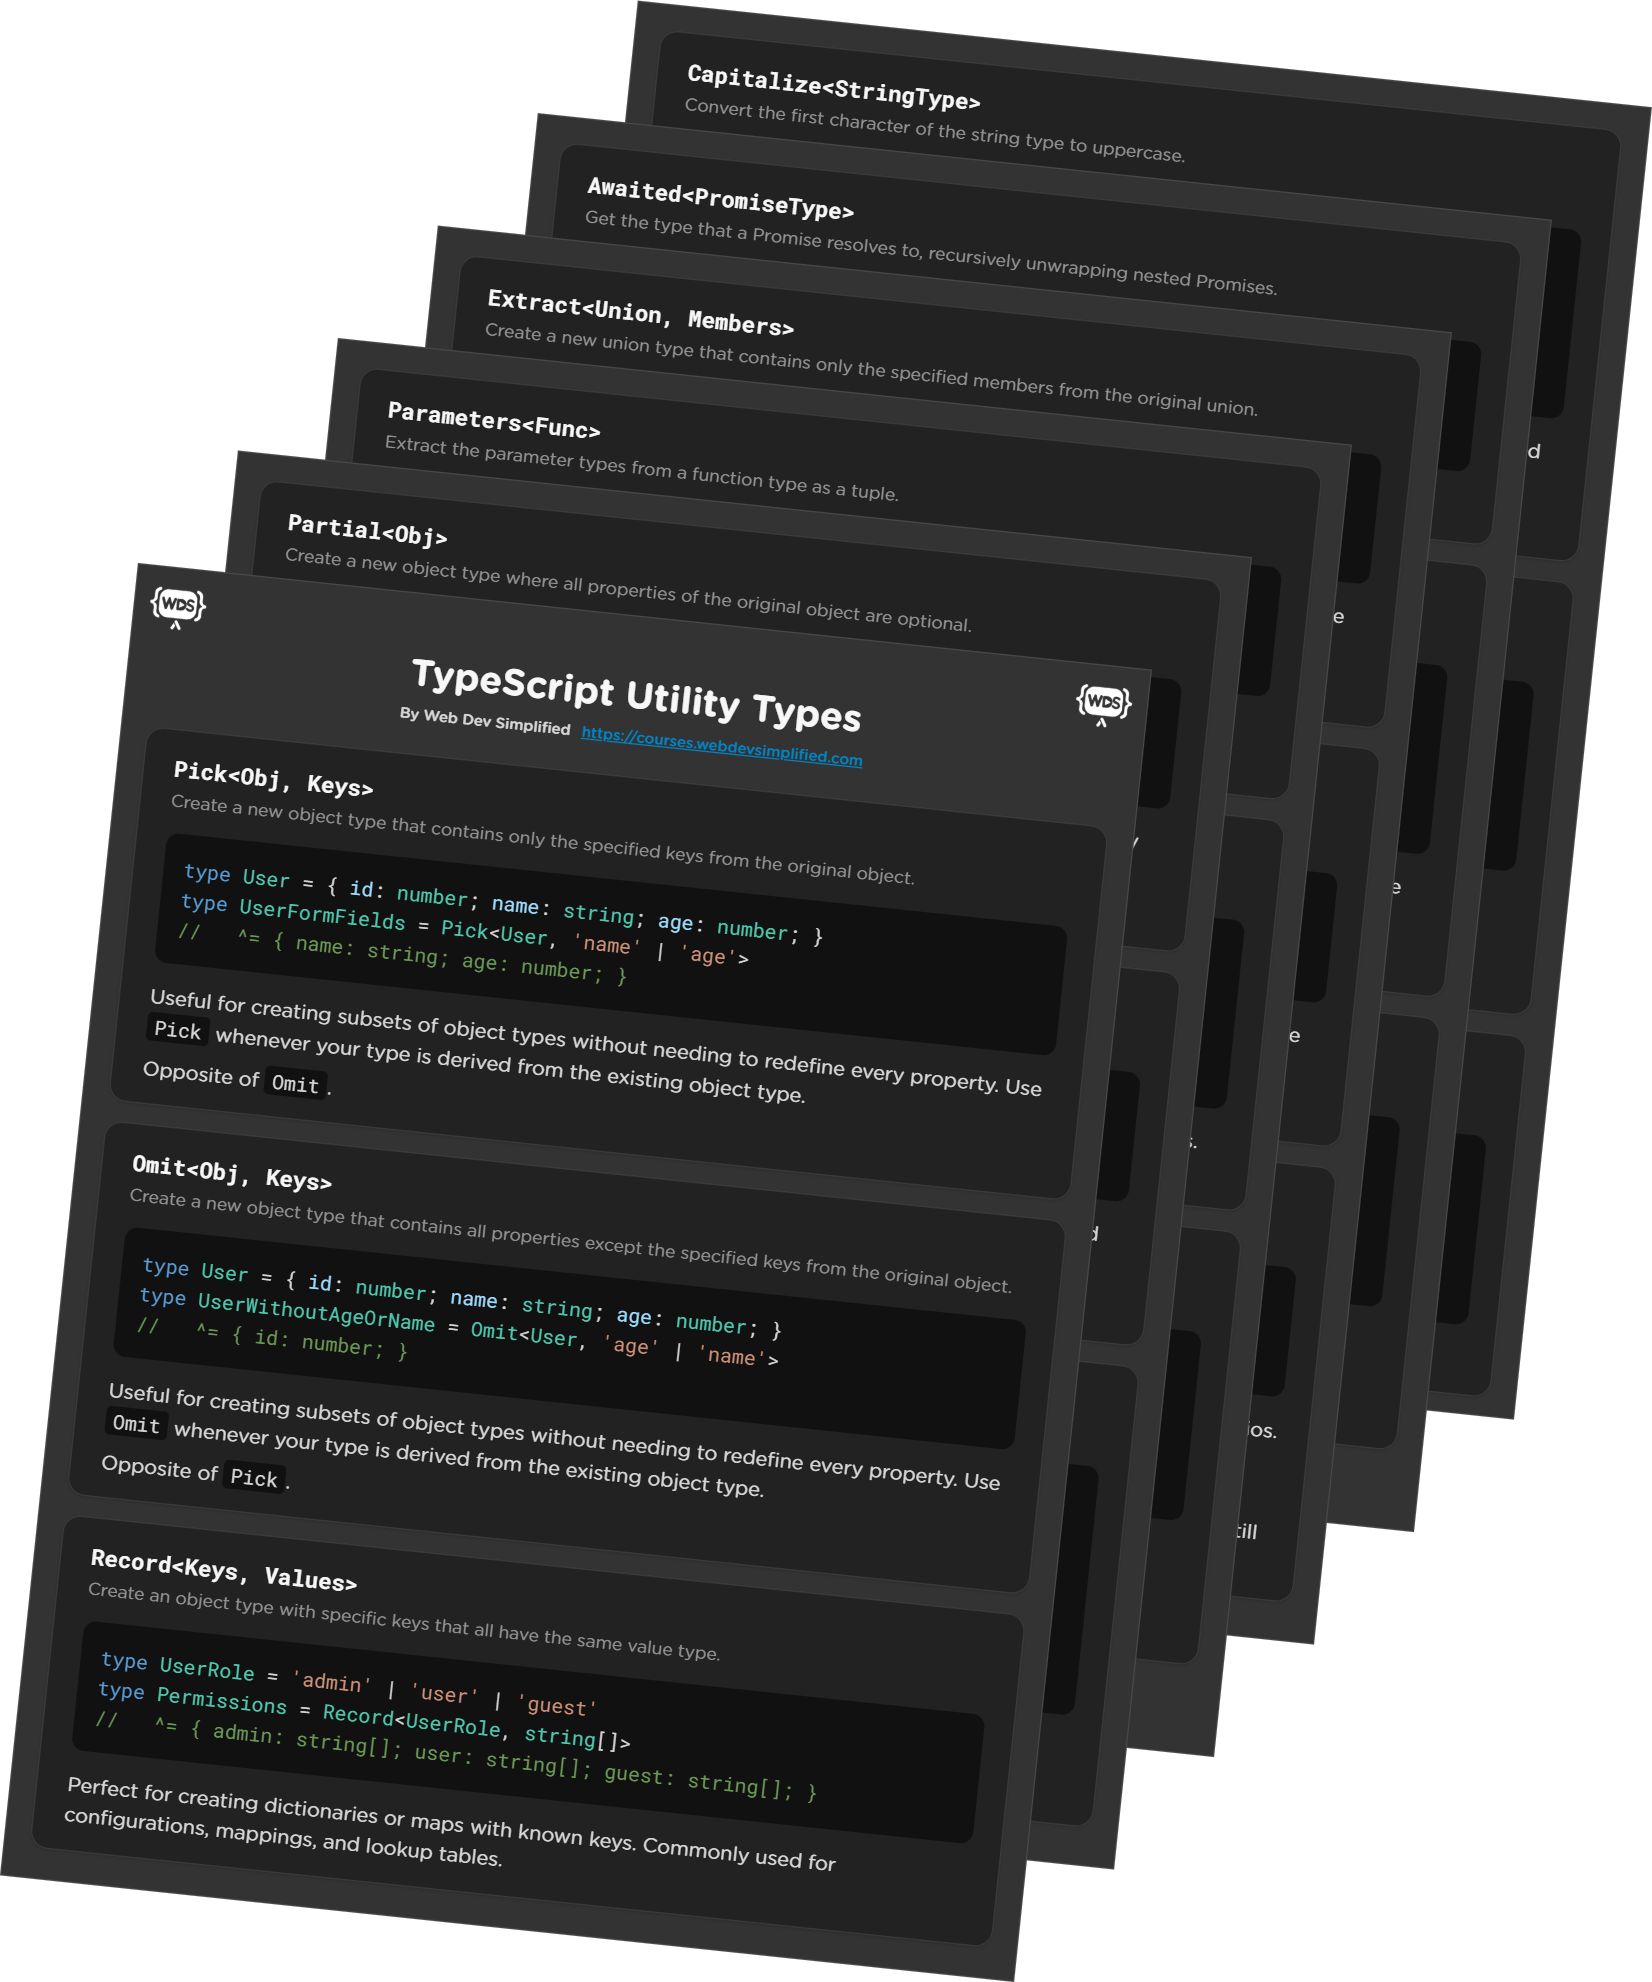 Capitalize<StringType>
Convert the first character of the string type to uppercase.
Awaited<PromiseType>
Get the type that a Promise resolves to, recursively unwrapping nested Promises.
Extract<Union, Members>
Create a new union type that contains only the specified members from the original union.
Parameters<Func>
Extract the parameter types from a function type as a tuple.
Partial<Obj>
Create a new object type where all properties of the original object are optional.
{WDS}
{WDS}
TypeScript Utility Types
By Web Dev Simplified https://courses.webdevsimplified.com
Pick<Obj, Keys>
Create a new object type that contains only the specified keys from the original object.
type User = { id: number; name: string; age: number; }
type UserFormFields = Pick<User, 'name' | 'age'>
//   ^= { name: string; age: number; }
Useful for creating subsets of object types without needing to redefine every property. Use
Pick whenever your type is derived from the existing object type.
Opposite of Omit.
Omit<Obj, Keys>
Create a new object type that contains all properties except the specified keys from the original object.
type User = { id: number; name: string; age: number; }
type UserWithoutAgeOrName = Omit<User, 'age' | 'name'>
//   ^= { id: number; }
Useful for creating subsets of object types without needing to redefine every property. Use
Omit whenever your type is derived from the existing object type.
Opposite of Pick.
Record<Keys, Values>
Create an object type with specific keys that all have the same value type.
type UserRole = 'admin' | 'user' | 'guest'
type Permissions = Record<UserRole, string[]>
//   ^= { admin: string[]; user: string[]; guest: string[]; }
Perfect for creating dictionaries or maps with known keys. Commonly used for
configurations, mappings, and lookup tables.